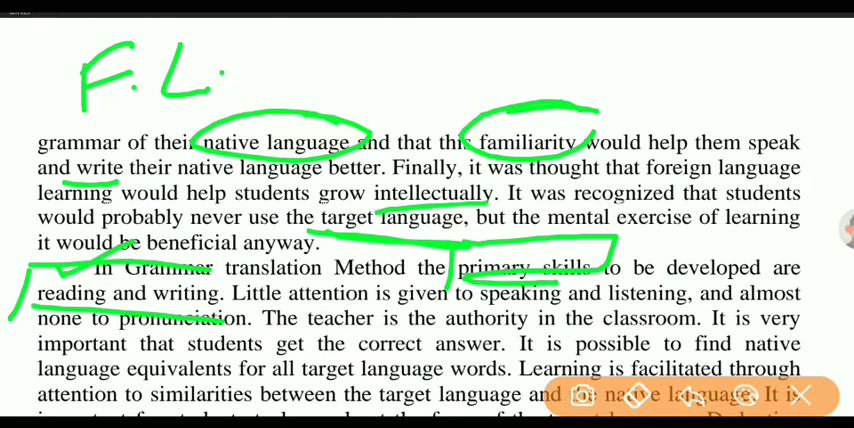 F.L.
grammar of their native language and that this familiarity would help them speak
and write their native language better. Finally, it was thought that foreign language
learning would help students grow intellectually. It was recognized that students
would probably never use the target language, but the mental exercise of learning
it would be beneficial anyway.
In Grammar translation Method the primary skills to be developed are
reading and writing. Little attention is given to speaking and listening, and almost
none to pronunciation. The teacher is the authority in the classroom. It is very
important that students get the correct answer. It is possible to find native
language equivalents for all target language words. Learning is facilitated through
attention to similarities between the target language and the native language. It is